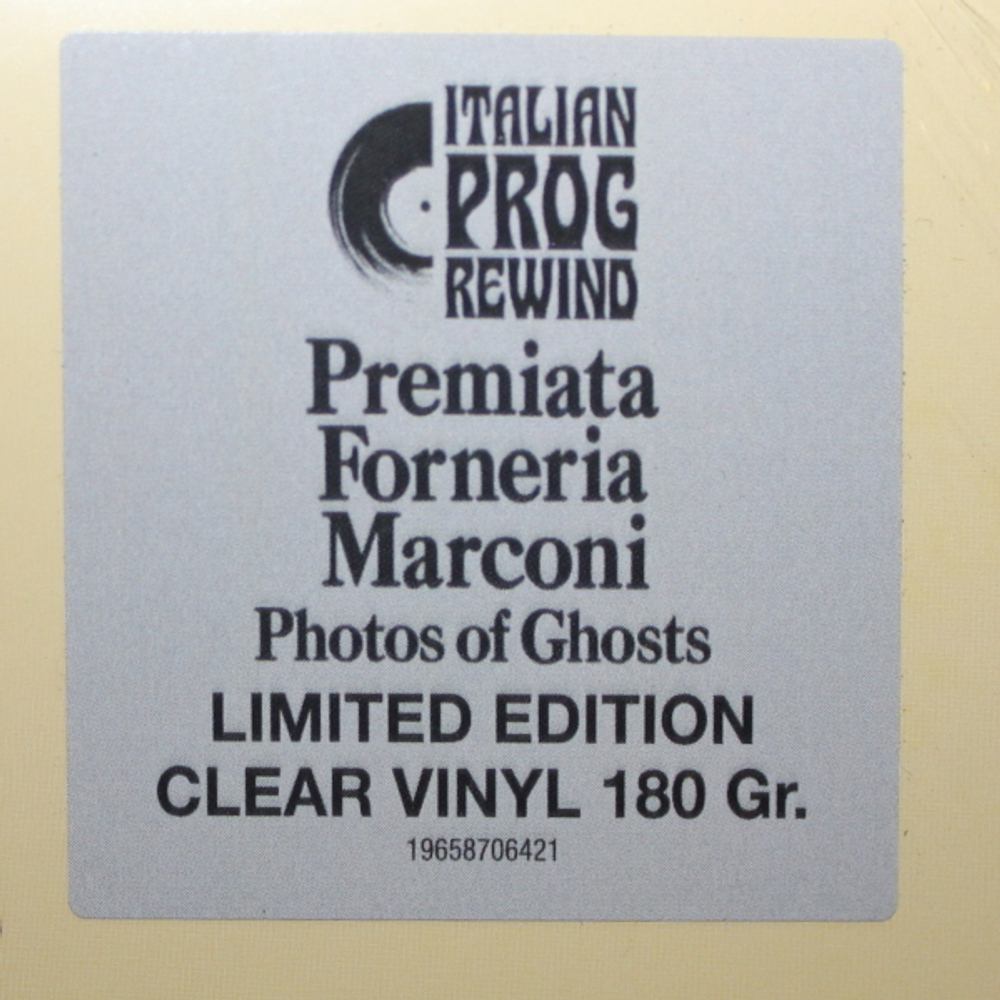 ITALIAN
PROG
REWIND
Premiata
Forneria
Marconi
Photos of Ghosts
LIMITED EDITION
CLEAR VINYL 180 Gr.
19658706421